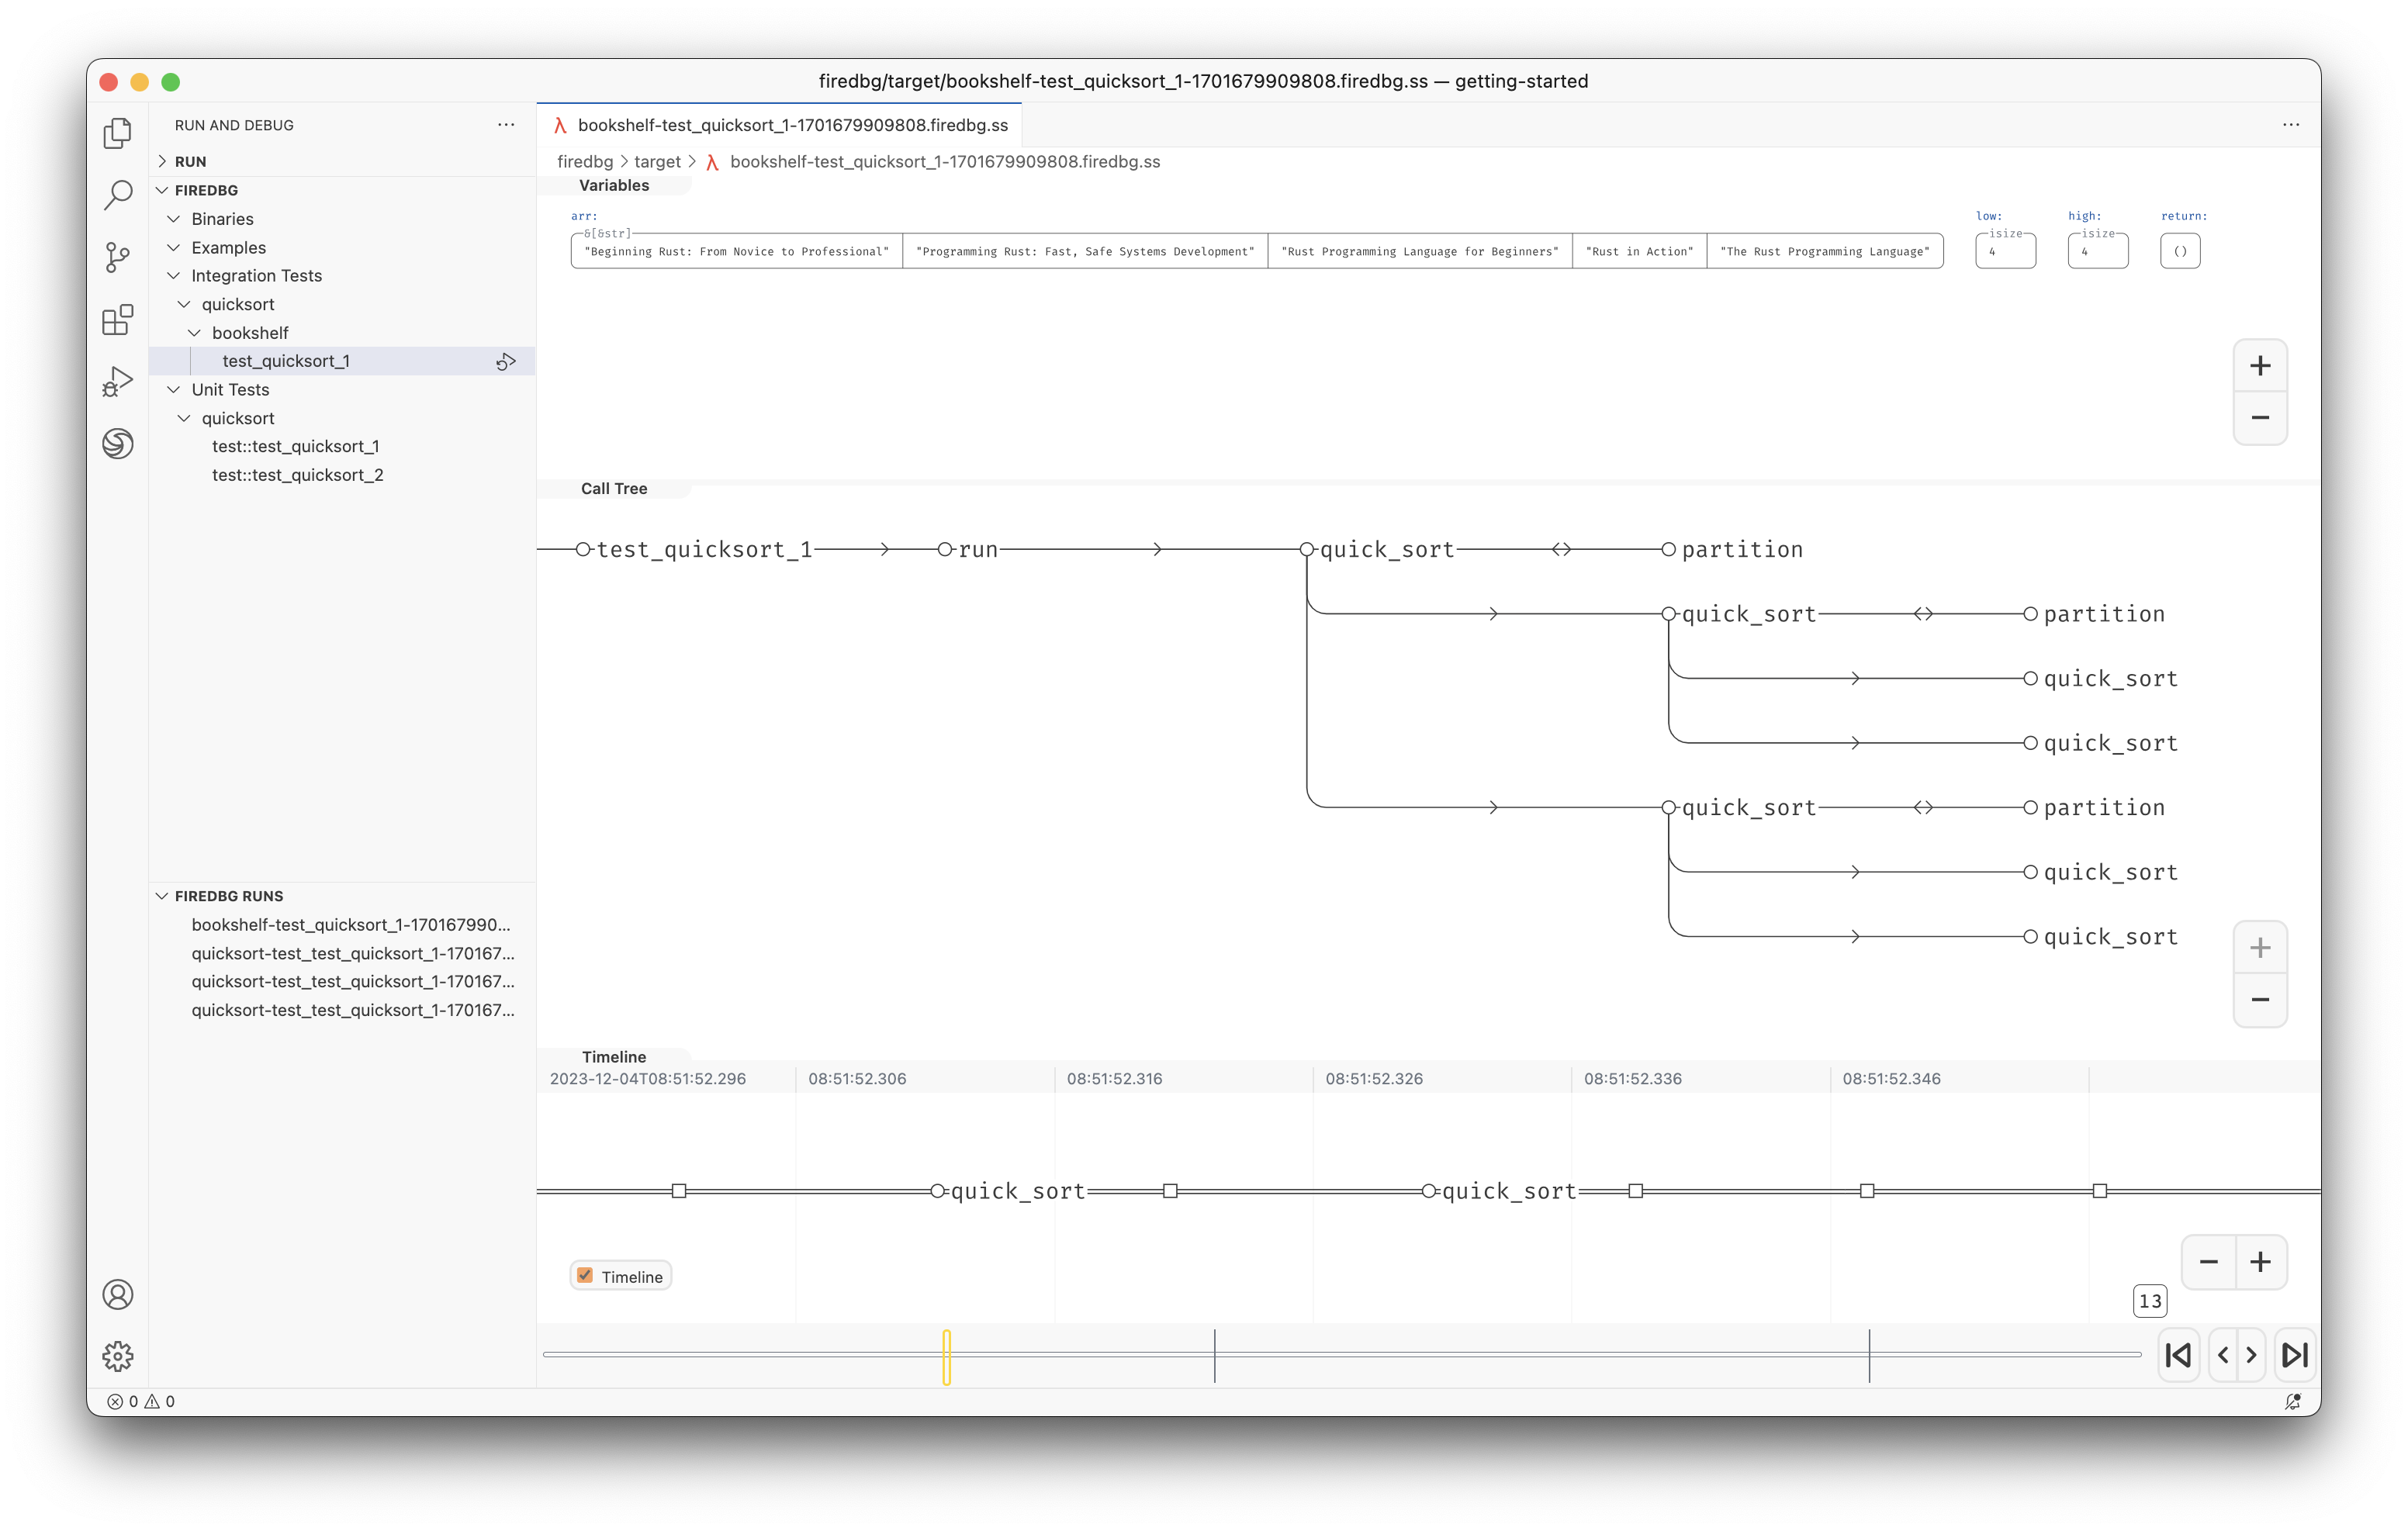 firedbg/target/bookshelf-test_quicksort_1-1701679909808.firedbg.ss — getting-started
RUN AND DEBUG
RUN
FIREDBG
Binaries
Examples
Integration Tests
quicksort
bookshelf
test_quicksort_1
Unit Tests
quicksort
test::test_quicksort_1
test::test_quicksort_2
FIREDBG RUNS
bookshelf-test_quicksort_1-170167990...
quicksort-test_test_quicksort_1-170167...
quicksort-test_test_quicksort_1-170167...
quicksort-test_test_quicksort_1-170167...
λ bookshelf-test_quicksort_1-1701679909808.firedbg.ss
firedbg > target > λ bookshelf-test_quicksort_1-1701679909808.firedbg.ss
Variables
arr: low: high: return:
&[&str] isize isize
"Beginning Rust: From Novice to Professional" "Programming Rust: Fast, Safe Systems Development" "Rust Programming Language for Beginners" "Rust in Action" "The Rust Programming Language" 4 4 ()
+
−
Call Tree
test_quicksort_1 run quick_sort partition
quick_sort partition
quick_sort
quick_sort
quick_sort partition
quick_sort
quick_sort
+
−
Timeline
2023-12-04T08:51:52.296 08:51:52.306 08:51:52.316 08:51:52.326 08:51:52.336 08:51:52.346
quick_sort quick_sort
Timeline
− +
13
0 0